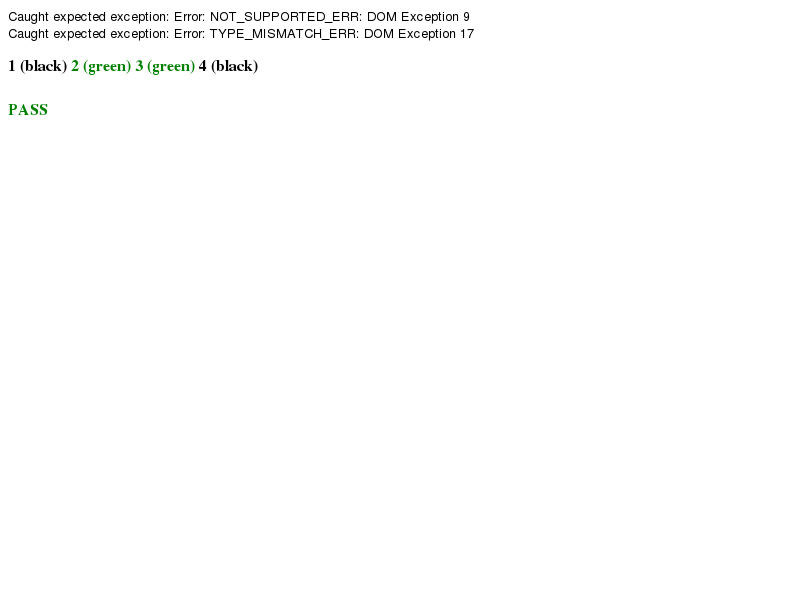 Caught expected exception: Error: NOT_SUPPORTED_ERR: DOM Exception 9
Caught expected exception: Error: TYPE_MISMATCH_ERR: DOM Exception 17
1 (black) 2 (green) 3 (green) 4 (black)
PASS